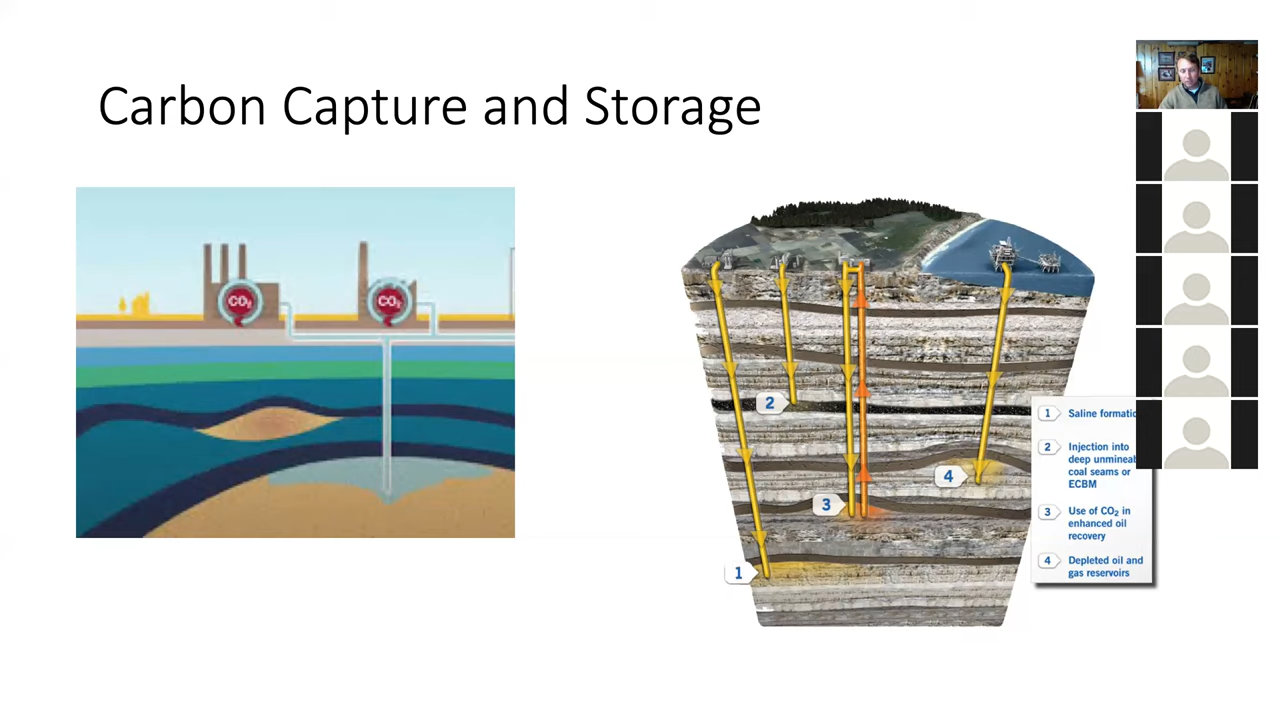 Carbon Capture and Storage
CO₂
CO₂
2
4
3
1
1
Saline formatio
2
Injection into
deep unmineab
coal seams or
ECBM
3
Use of CO₂ in
enhanced oil
recovery
4
Depleted oil and
gas reservoirs